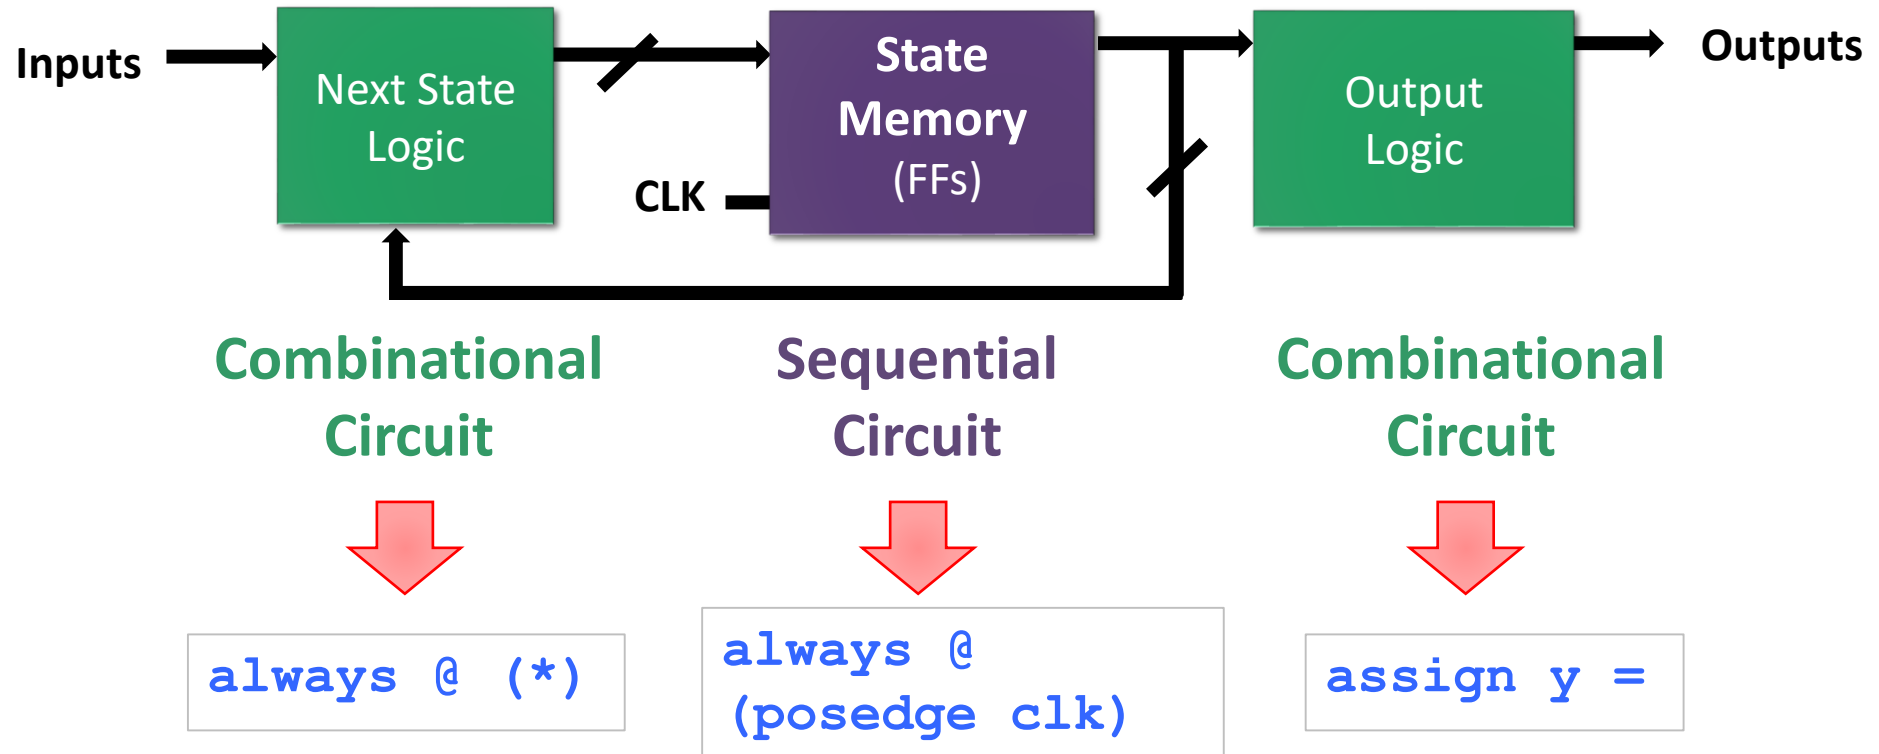 Inputs
Next State
Logic
CLK
State
Memory
(FFs)
Output
Logic
Outputs
Combinational
Circuit
Sequential
Circuit
Combinational
Circuit
always @ (*)
always @
(posedge clk)
assign y =